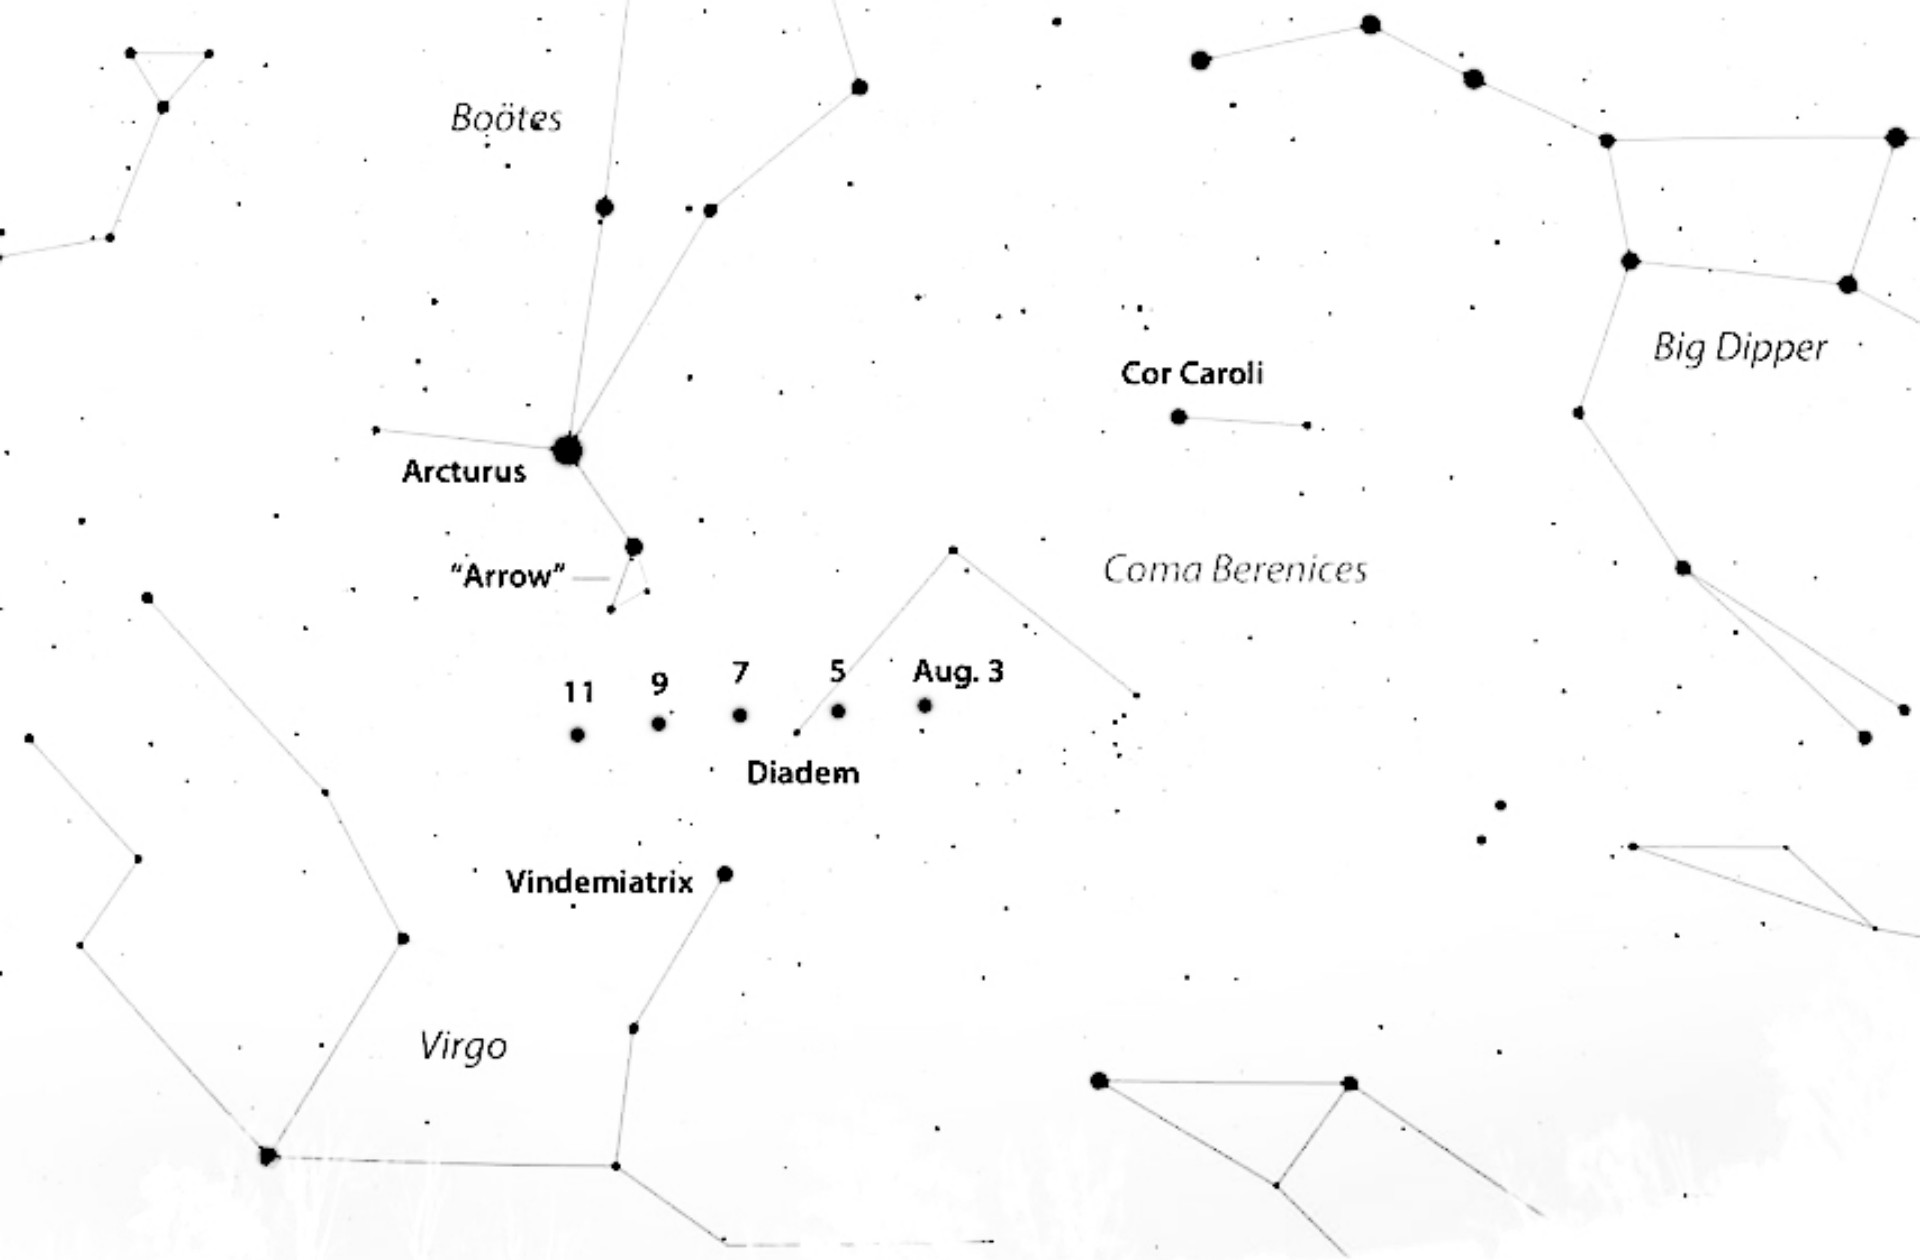 Boötes
Big Dipper
Cor Caroli
Arcturus
“Arrow”
Coma Berenices
11
9
7
5
Aug. 3
Diadem
Vindemiatrix
Virgo